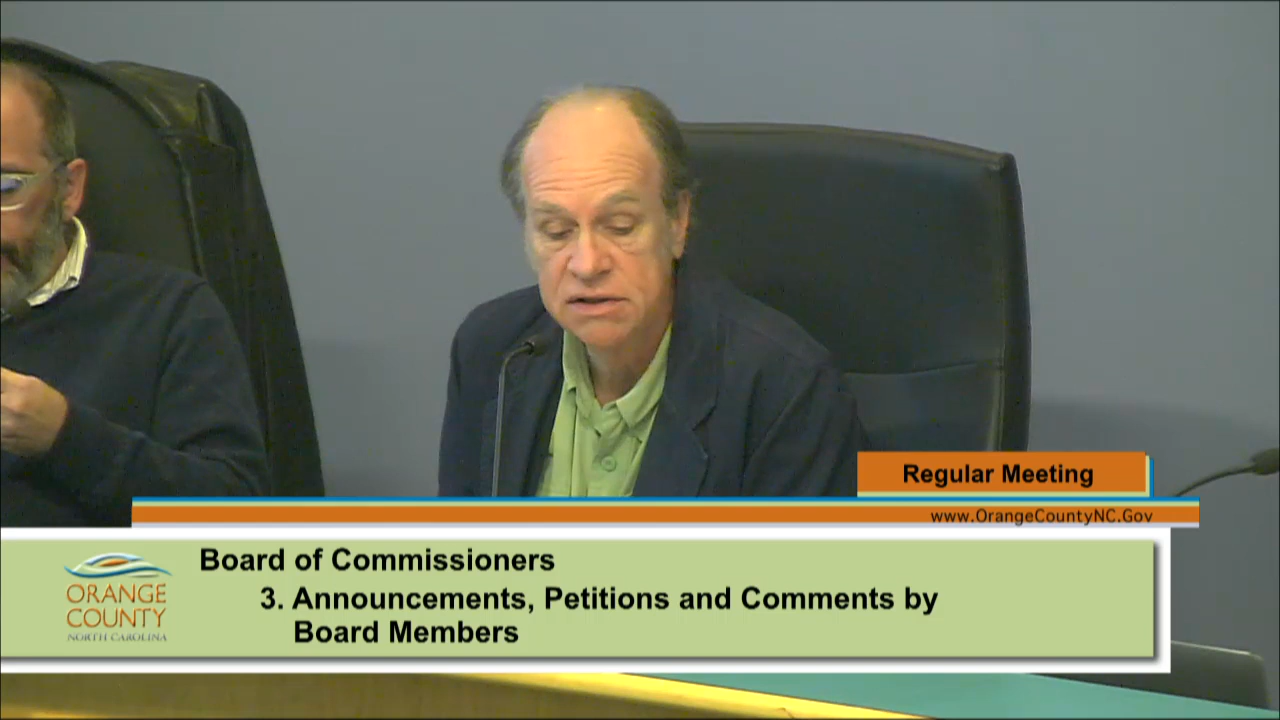 Regular Meeting
www.OrangeCountyNC.Gov
Board of Commissioners
3. Announcements, Petitions and Comments by
Board Members
ORANGE
COUNTY
NORTH CAROLINA